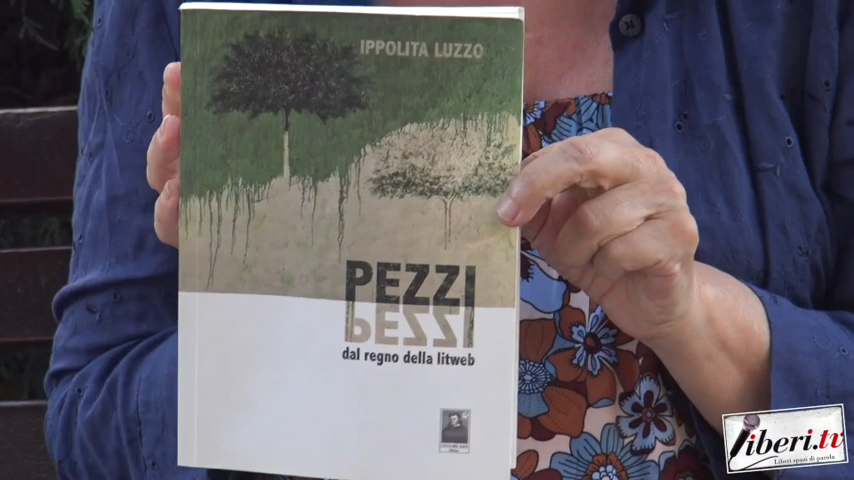 IPPOLITA LUZZO
PEZZI
PEZZI
dal regno della litweb
liberi.tv
Liberi spazi di parola